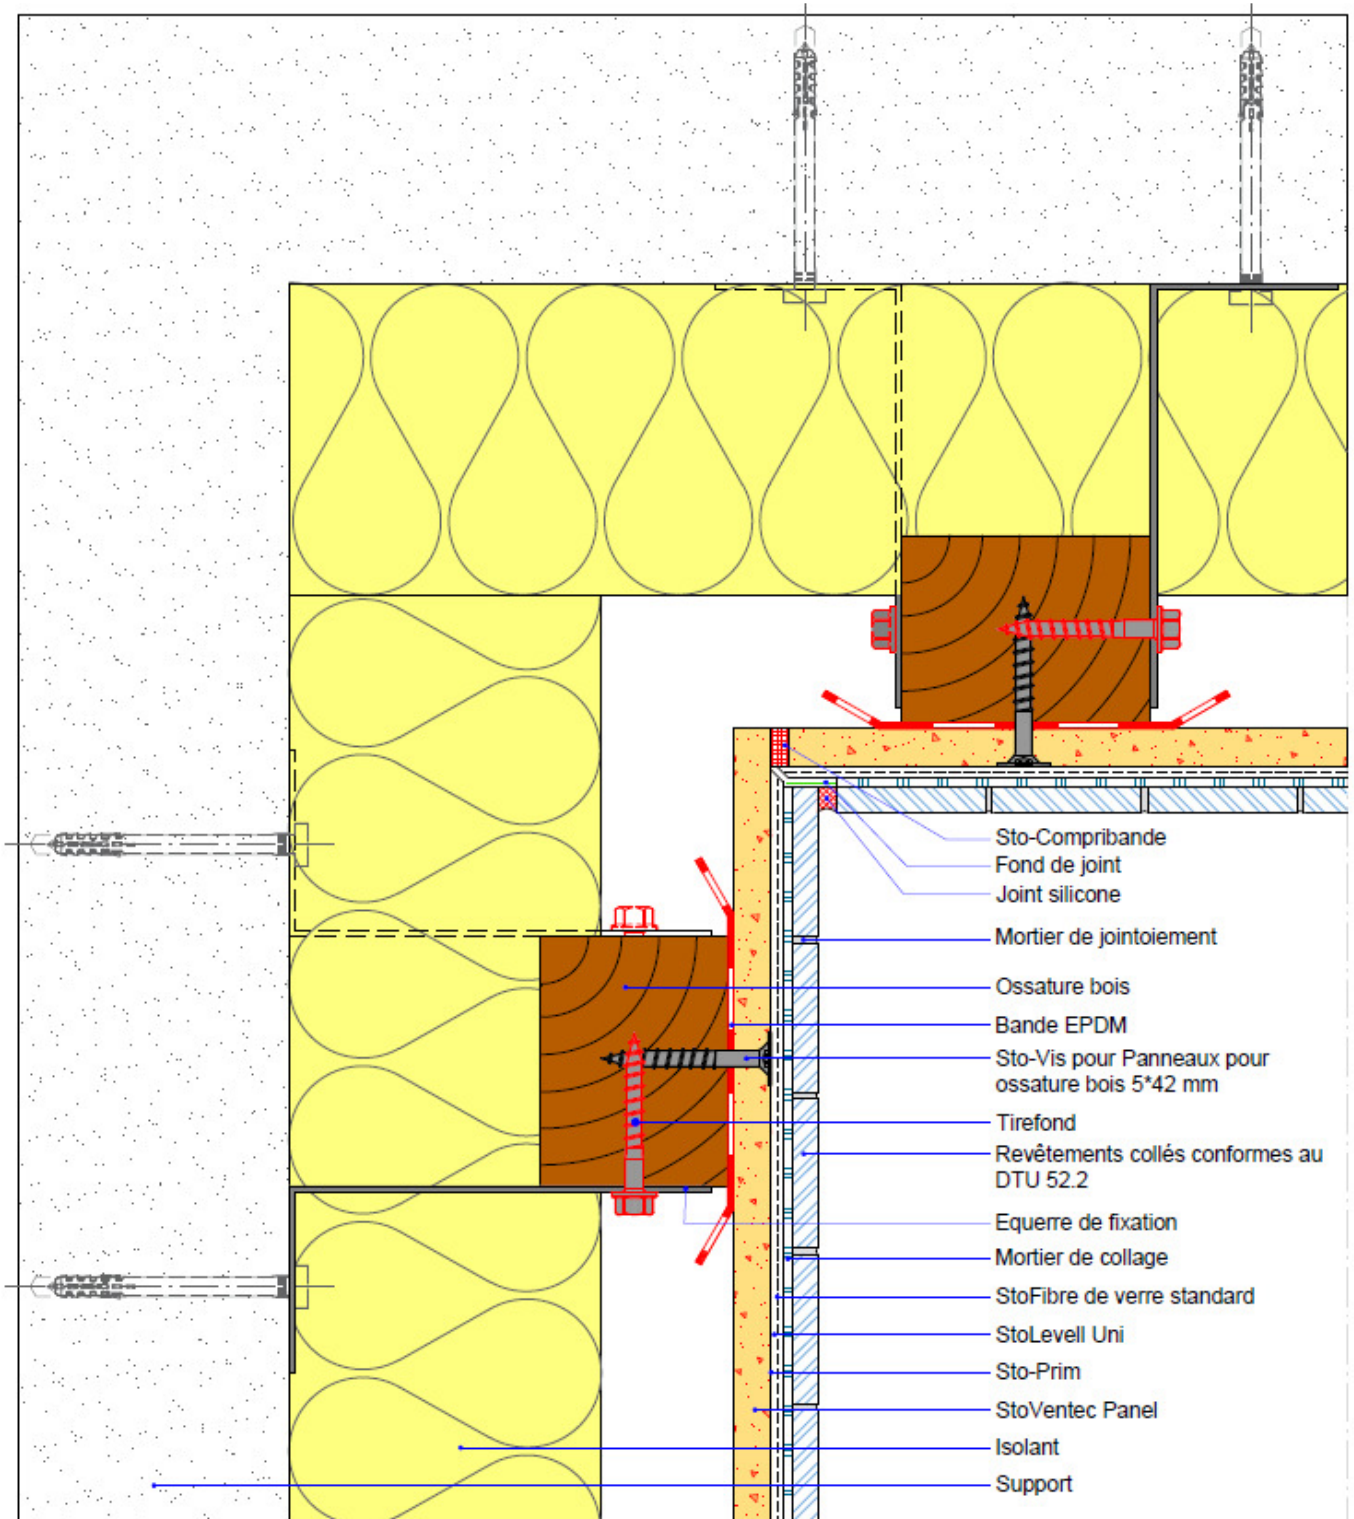 Sto-Compribande
Fond de joint
Joint silicone
Mortier de jointoiement
Ossature bois
Bande EPDM
Sto-Vis pour Panneaux pour
ossature bois 5*42 mm
Tirefond
Revêtements collés conformes au
DTU 52.2
Equerre de fixation
Mortier de collage
StoFibre de verre standard
StoLevell Uni
Sto-Prim
StoVentec Panel
Isolant
Support